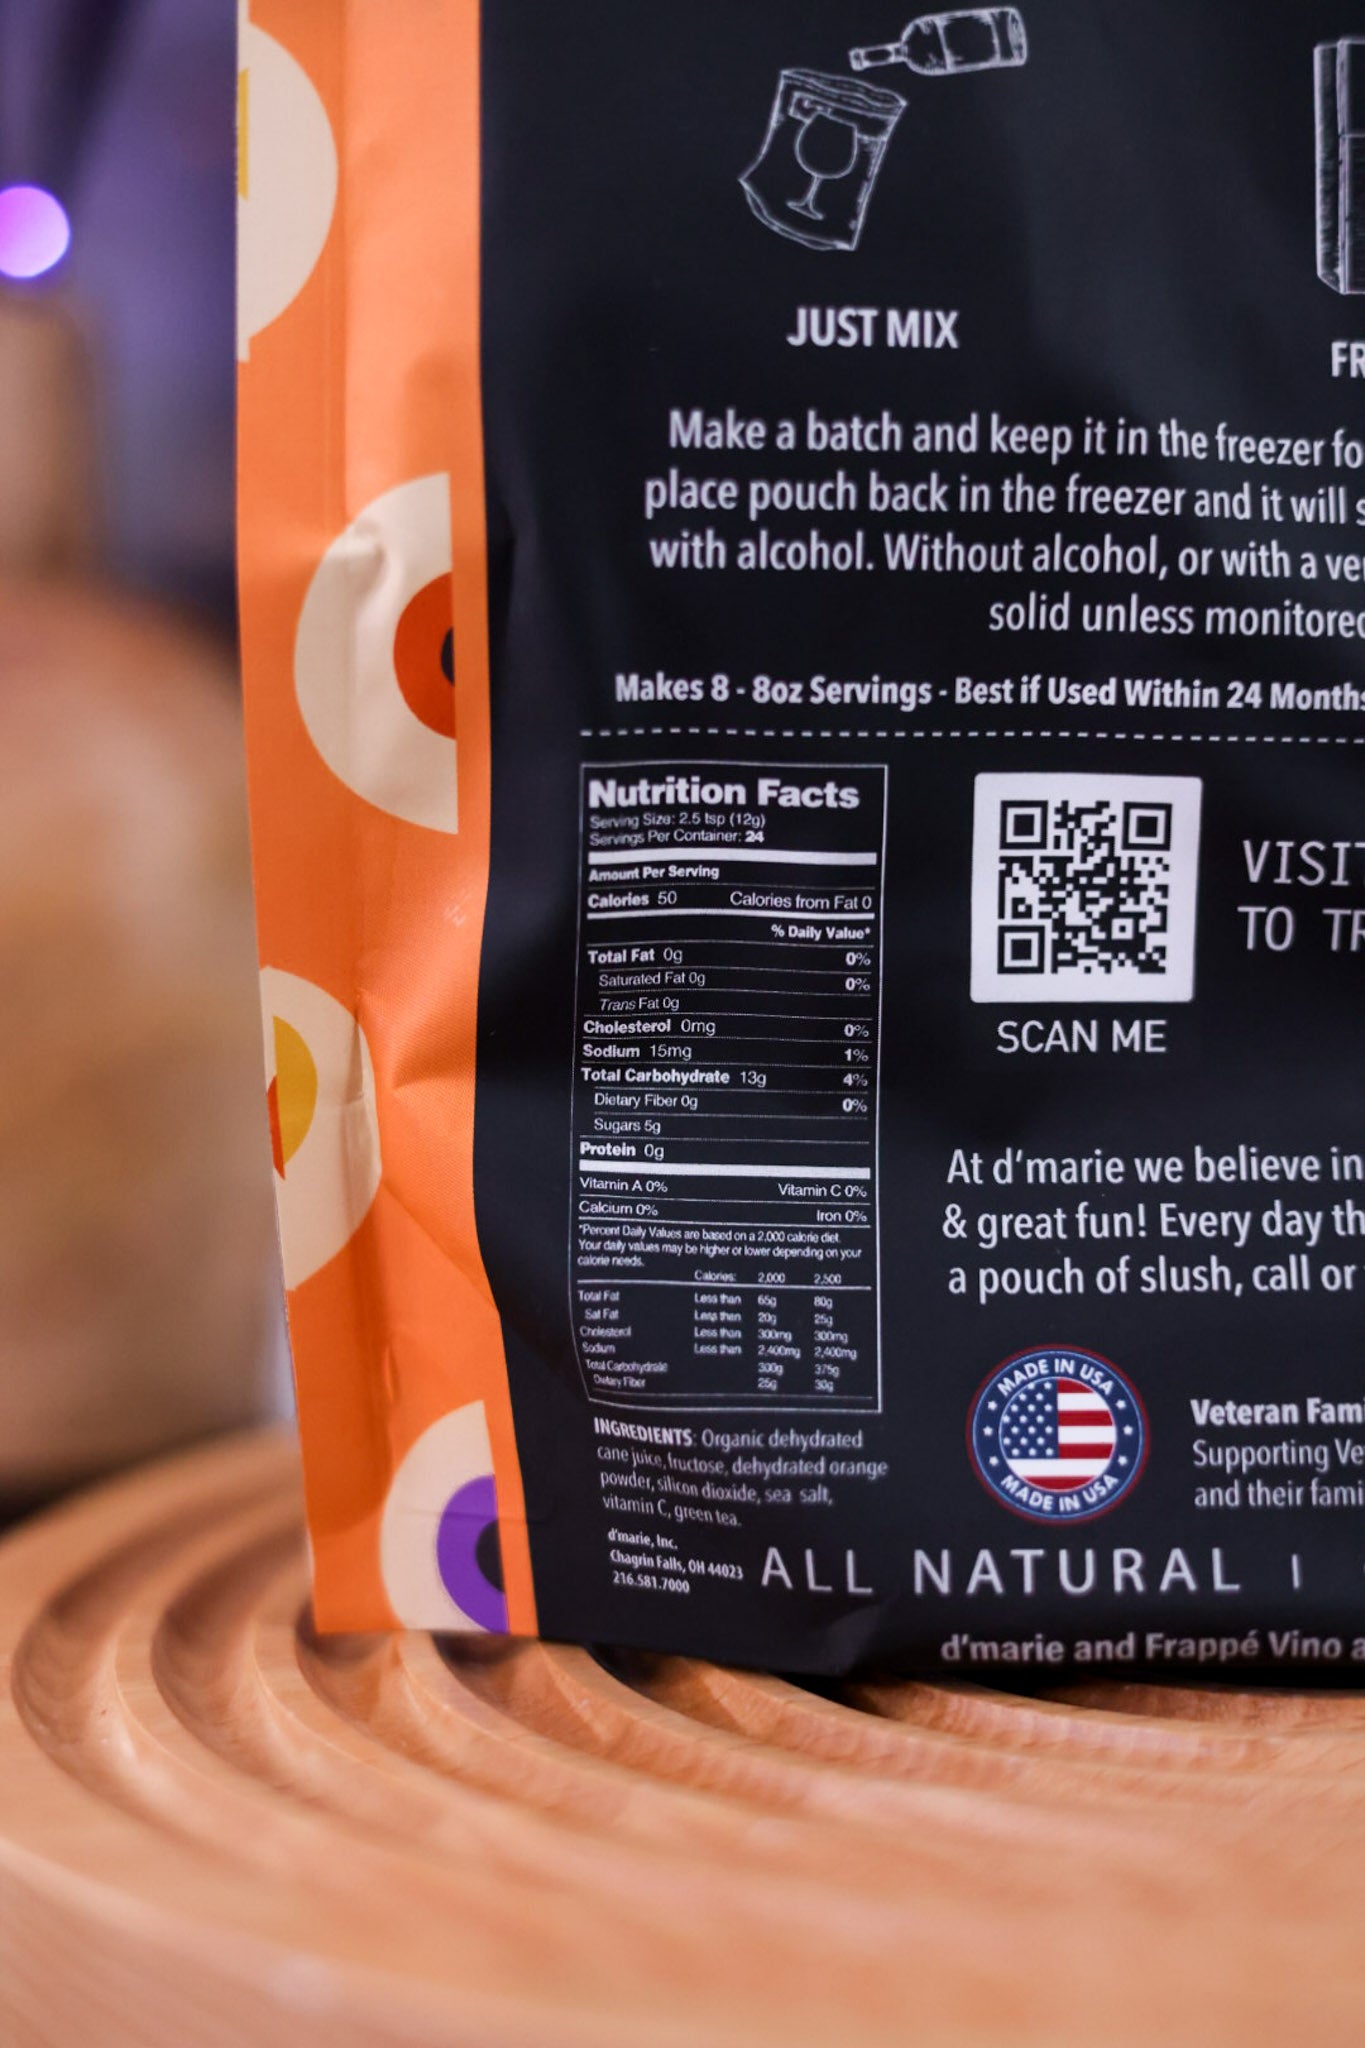 JUST MIX
FR
Make a batch and keep it in the freezer fo
place pouch back in the freezer and it will s
with alcohol. Without alcohol, or with a ve
solid unless monitored
Makes 8 - 8oz Servings - Best if Used Within 24 Months
Nutrition Facts
Serving Size: 2.5 tsp (12g)
Servings Per Container: 24
Amount Per Serving
Calories 50 Calories from Fat 0
% Daily Value*
Total Fat 0g 0%
Saturated Fat 0g 0%
Trans Fat 0g
Cholesterol 0mg 0%
Sodium 15mg 1%
Total Carbohydrate 13g 4%
Dietary Fiber 0g 0%
Sugars 5g
Protein 0g
Vitamin A 0% Vitamin C 0%
Calcium 0% Iron 0%
*Percent Daily Values are based on a 2,000 calorie diet.
Your daily values may be higher or lower depending on your
calorie needs.
Calories: 2,000 2,500
Total Fat Less than 65g 80g
Sat Fat Less than 20g 25g
Cholesterol Less than 300mg 300mg
Sodium Less than 2,400mg 2,400mg
Total Carbohydrate 300g 375g
Dietary Fiber 25g 30g
INGREDIENTS: Organic dehydrated
cane juice, fructose, dehydrated orange
powder, silicon dioxide, sea salt,
vitamin C, green tea.
d'marie, Inc.
Chagrin Falls, OH 44023
216.581.7000
SCAN ME
VISIT
TO TR
At d'marie we believe in
& great fun! Every day th
a pouch of slush, call or
MADE IN USA
MADE IN USA
Veteran Fami
Supporting Ve
and their fami
ALL NATURAL |
d'marie and Frappé Vino a